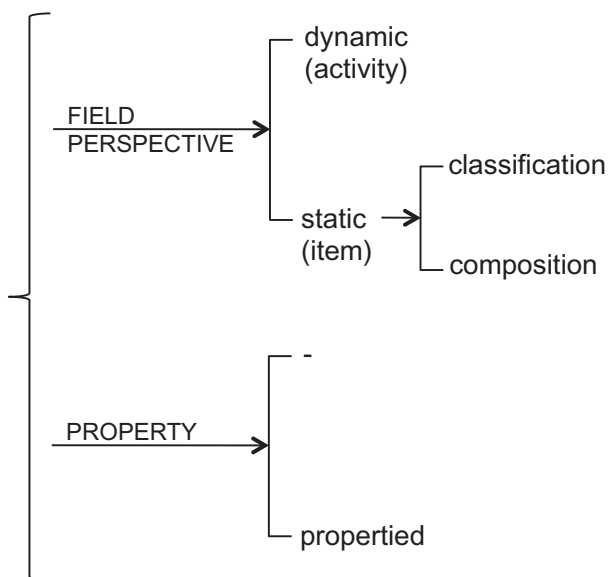 dynamic
(activity)
FIELD
PERSPECTIVE
classification
static
(item)
composition
-
PROPERTY
propertied